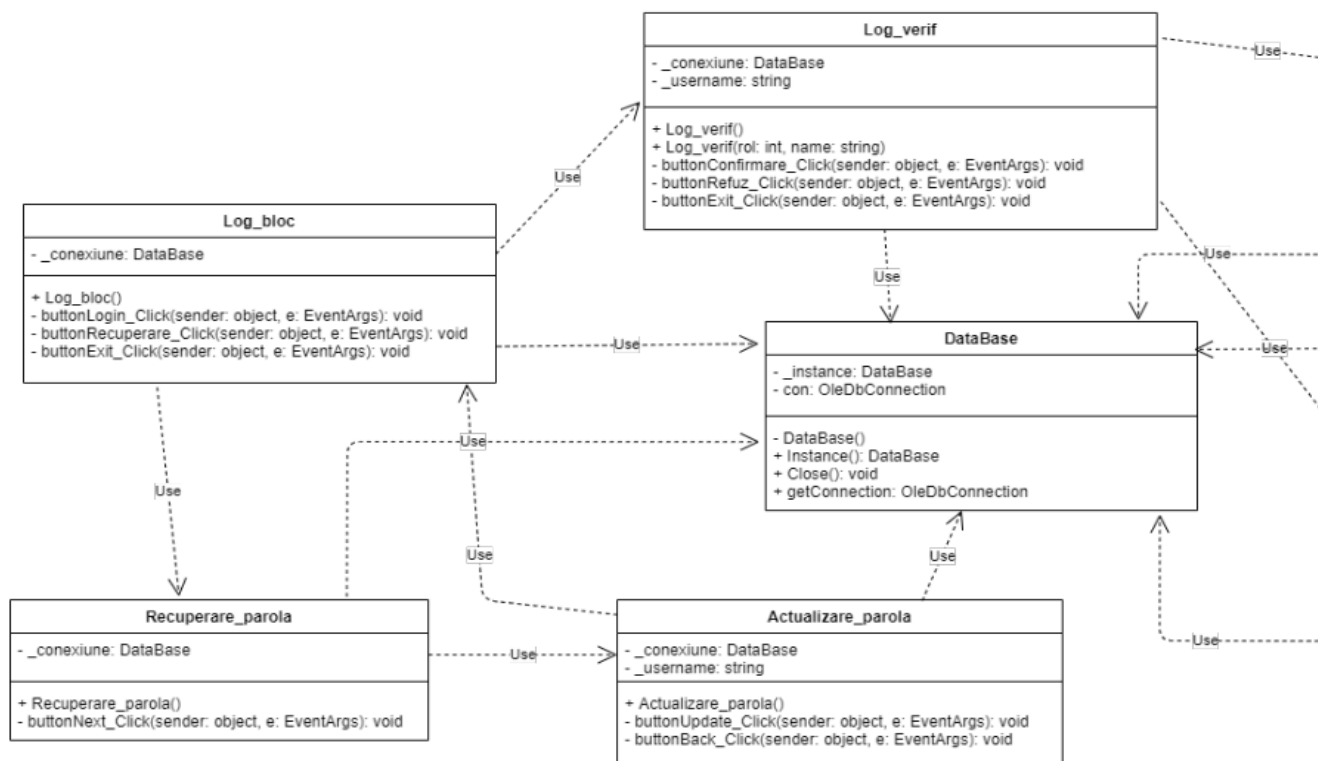 Log_verif
- _conexiune: DataBase
- _username: string
+ Log_verif()
+ Log_verif(rol: int, name: string)
- buttonConfirmare_Click(sender: object, e: EventArgs): void
- buttonRefuz_Click(sender: object, e: EventArgs): void
- buttonExit_Click(sender: object, e: EventArgs): void
Use
Use
Log_bloc
- _conexiune: DataBase
+ Log_bloc()
- buttonLogin_Click(sender: object, e: EventArgs): void
- buttonRecuperare_Click(sender: object, e: EventArgs): void
- buttonExit_Click(sender: object, e: EventArgs): void
Use
Use
Use
Use
DataBase
- _instance: DataBase
- con: OleDbConnection
- DataBase()
+ Instance(): DataBase
+ Close(): void
+ getConnection: OleDbConnection
Use
Use
Use
Use
Use
Recuperare_parola
- _conexiune: DataBase
+ Recuperare_parola()
- buttonNext_Click(sender: object, e: EventArgs): void
Use
Actualizare_parola
- _conexiune: DataBase
- _username: string
+ Actualizare_parola()
- buttonUpdate_Click(sender: object, e: EventArgs): void
- buttonBack_Click(sender: object, e: EventArgs): void